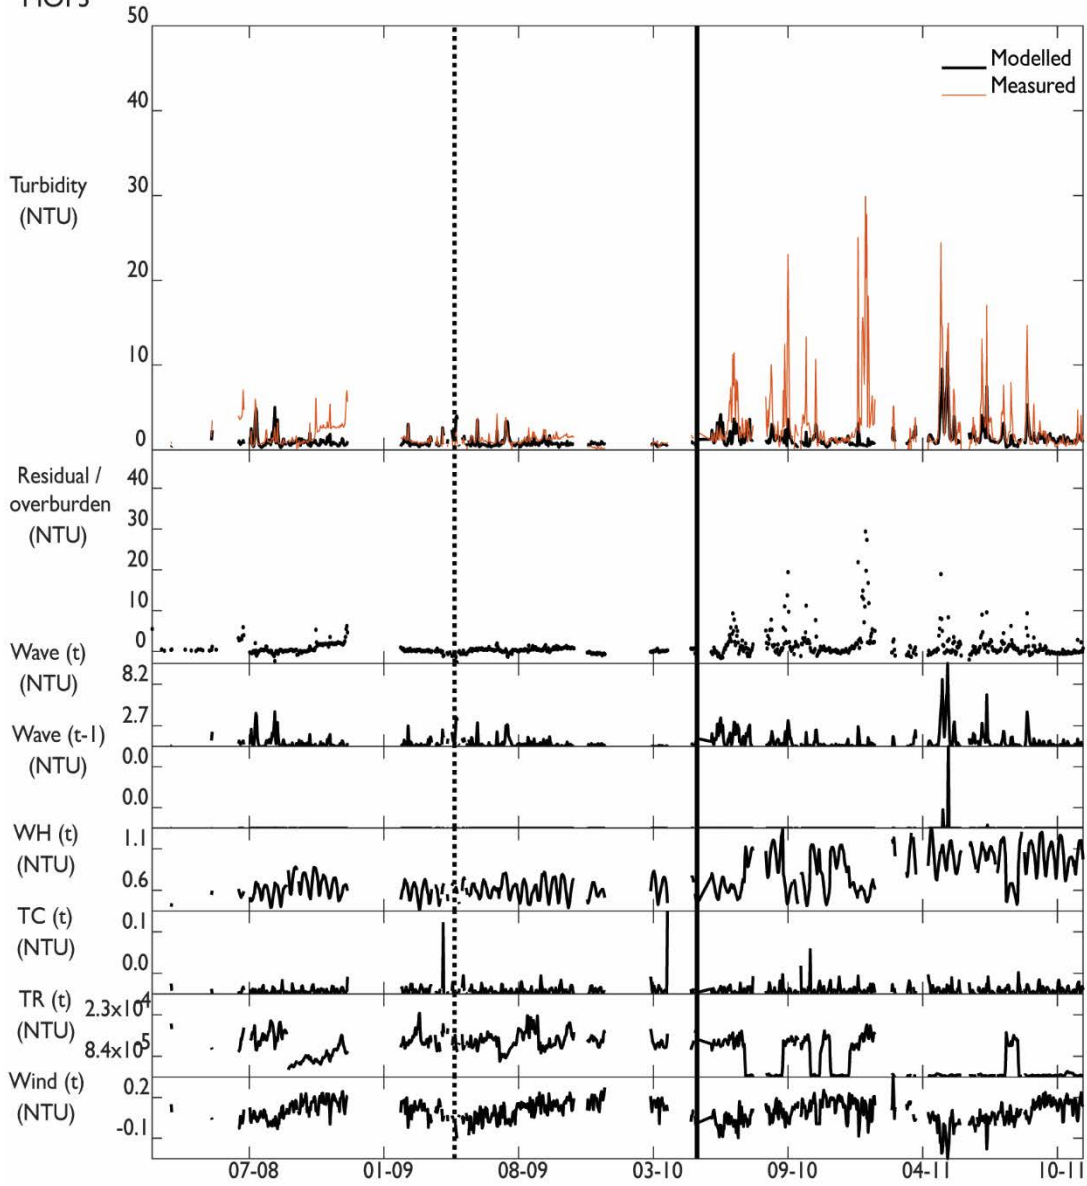 50
Modelled
Measured
40
Turbidity
(NTU)
30
20
10
0
Residual /
overburden
(NTU)
40
30
20
10
0
Wave (t)
(NTU)
8.2
2.7
Wave (t-1)
(NTU)
0.0
0.0
WH (t)
(NTU)
1.1
0.6
TC (t)
(NTU)
0.1
0.0
TR (t)
(NTU)
2.3x10^4
8.4x10^5
Wind (t)
(NTU)
0.2
-0.1
07-08 01-09 08-09 03-10 09-10 04-11 10-11